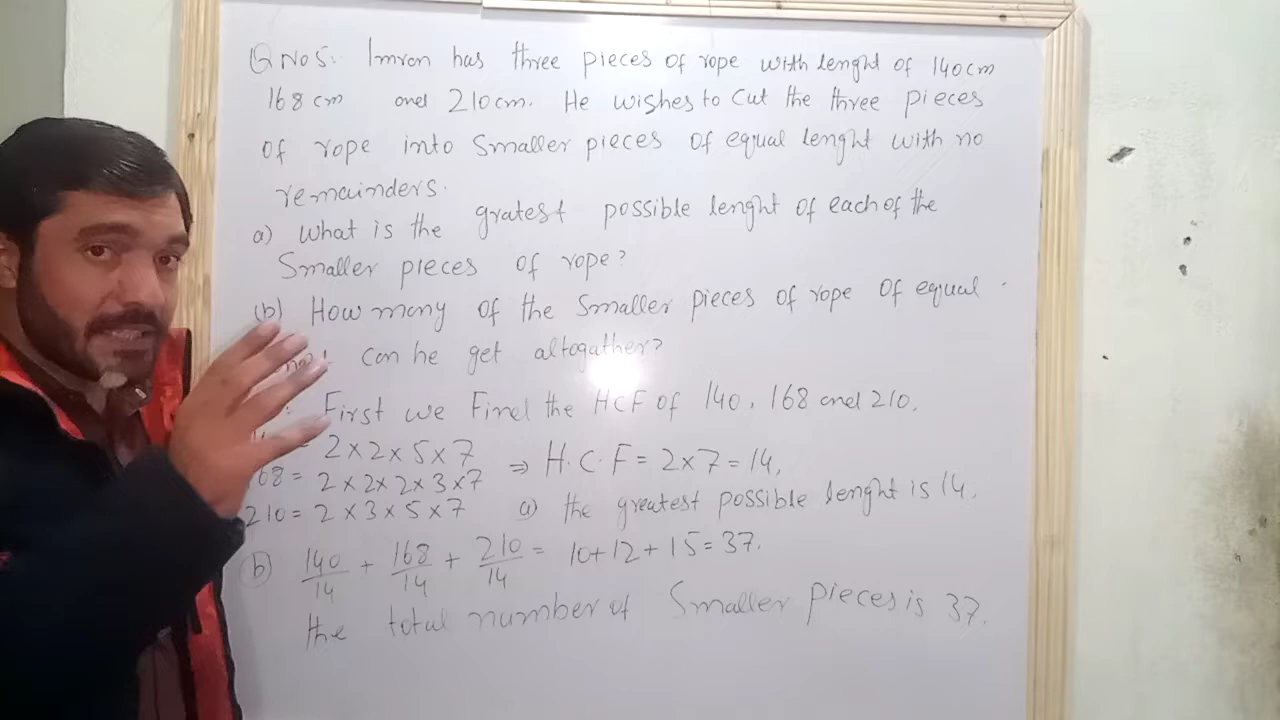 Q NO5: Imran has three pieces of rope with lenght of 140cm
168 cm and 210cm. He wishes to cut the three pieces
of rope into smaller pieces of equal lenght with no
remainders.
a) What is the gratest possible lenght of each of the
Smaller pieces of rope?
(b) How many of the smaller pieces of rope of equal
can he get altogather?
First we Find the HCF of 140, 168 and 210.
= 2×2×5×7
68 = 2×2×2×3×7
⇒ H.C.F = 2×7=14,
210 = 2×3×5×7
a) the greatest possible lenght is 14.
b) 140/14 + 168/14 + 210/14 = 10+12+15=37.
the total number of Smaller pieces is 37.